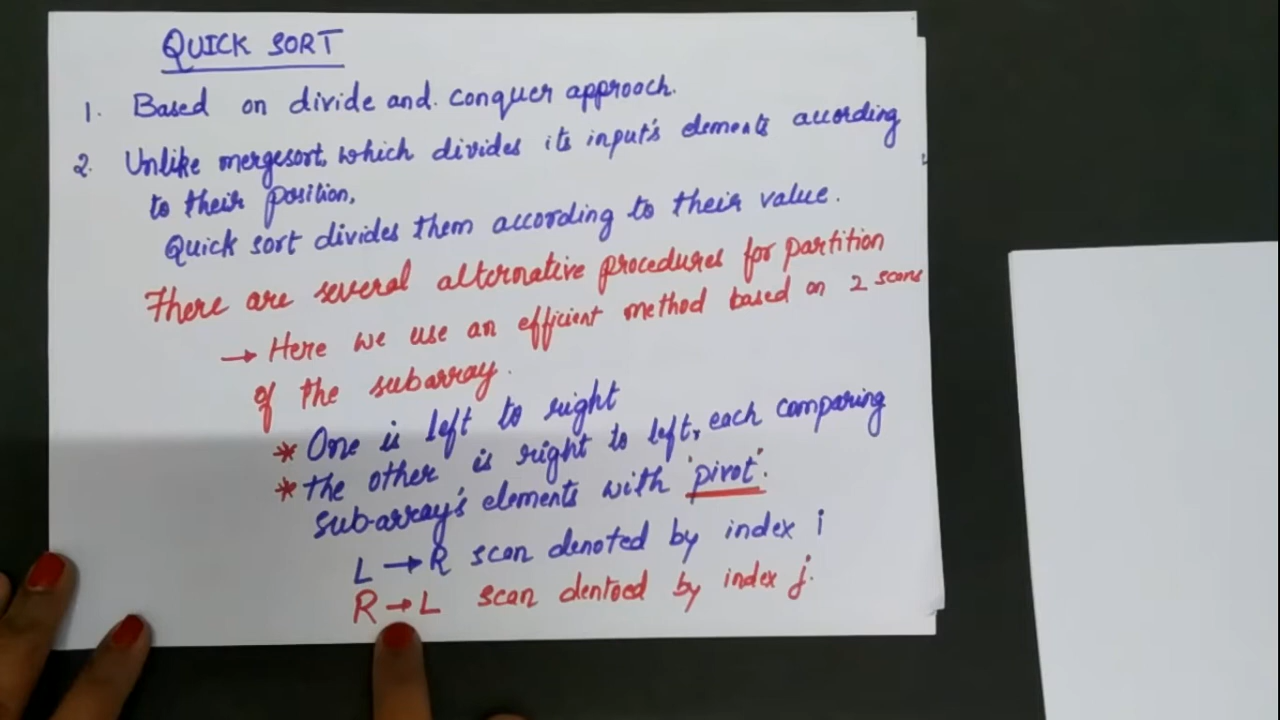 QUICK SORT
1. Based on divide and. conquer approach.
2. Unlike mergesort, which divides its input's elements according
to their position,
Quick sort divides them according to their value.
There are several alternative procedures for partition
→ Here we use an efficient method based on 2 scans
of the subarray.
* One is left to right
* the other is right to left, each comparing
sub-array's elements with 'pivot'.
L → R scan denoted by index i
R → L scan dentoed by index j.